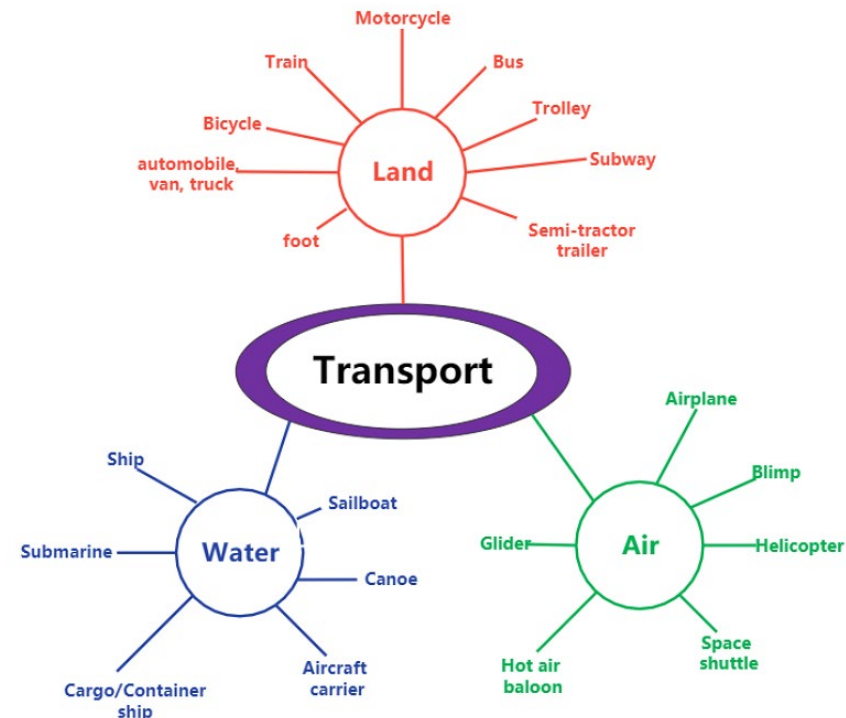 Motorcycle
Train
Bus
Bicycle
Trolley
automobile,
van, truck
Land
Subway
foot
Semi-tractor
trailer
Transport
Airplane
Ship
Blimp
Sailboat
Submarine
Water
Glider
Air
Helicopter
Canoe
Cargo/Container
ship
Aircraft
carrier
Hot air
baloon
Space
shuttle